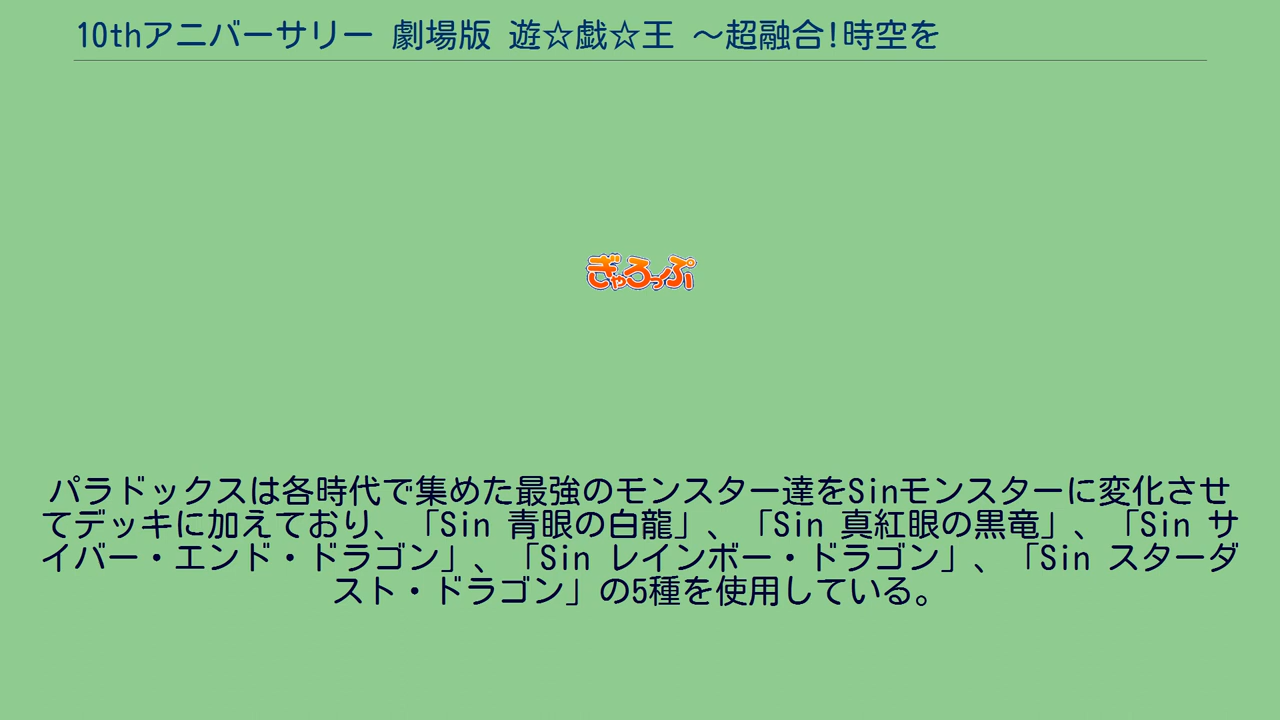 10thアニバーサリー 劇場版 遊☆戯☆王 ～超融合!時空を
ぎゃろっぷ
パラドックスは各時代で集めた最強のモンスター達をSinモンスターに変化させ
てデッキに加えており、「Sin 青眼の白龍」、「Sin 真紅眼の黒竜」、「Sin サ
イバー・エンド・ドラゴン」、「Sin レインボー・ドラゴン」、「Sin スターダ
スト・ドラゴン」の5種を使用している。